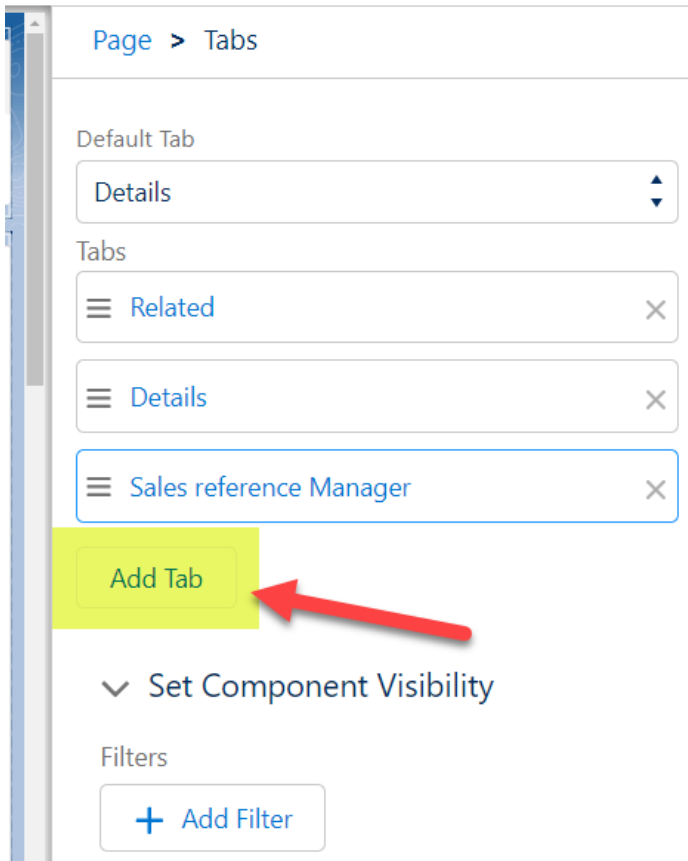 Page > Tabs
Default Tab
Details
Tabs
Related
Details
Sales reference Manager
Add Tab
Set Component Visibility
Filters
+ Add Filter